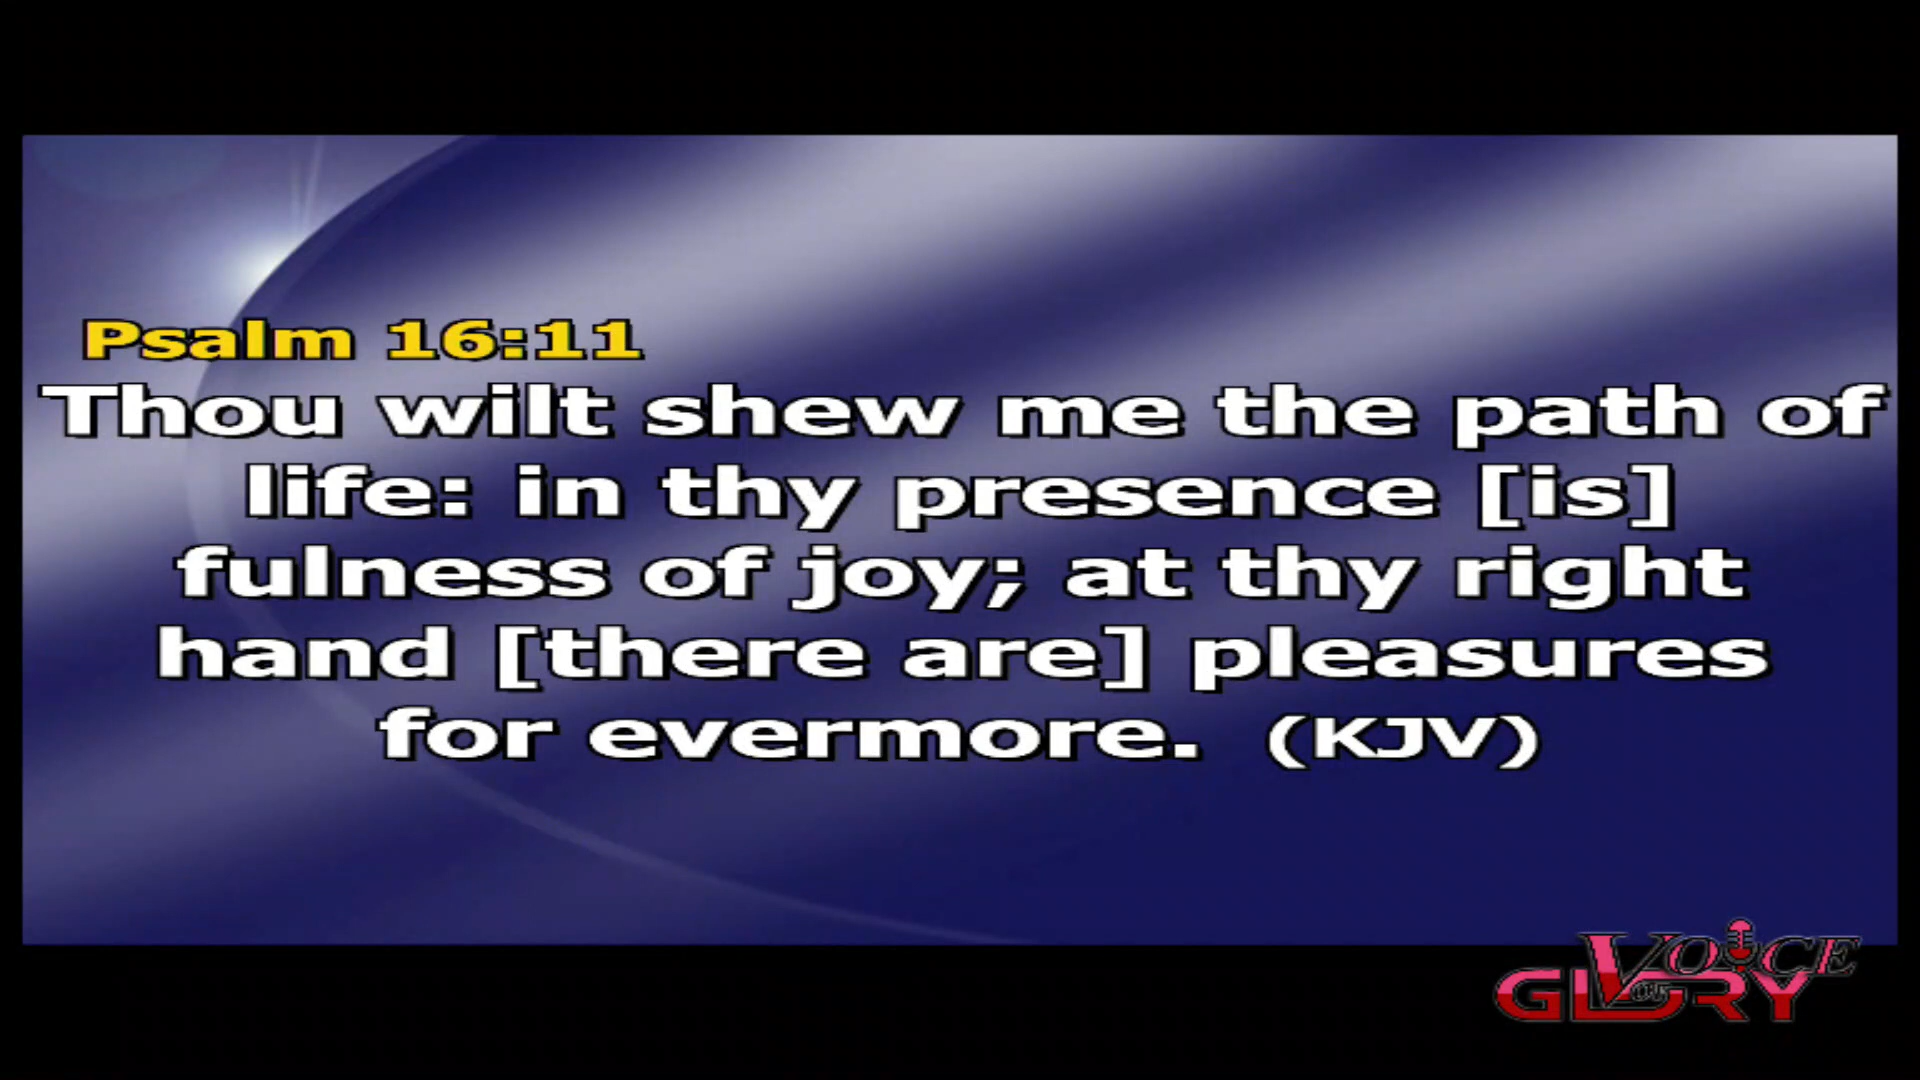 Psalm 16:11
Thou wilt shew me the path of
life: in thy presence [is]
fulness of joy; at thy right
hand [there are] pleasures
for evermore. (KJV)
VOICE
OF
GLORY